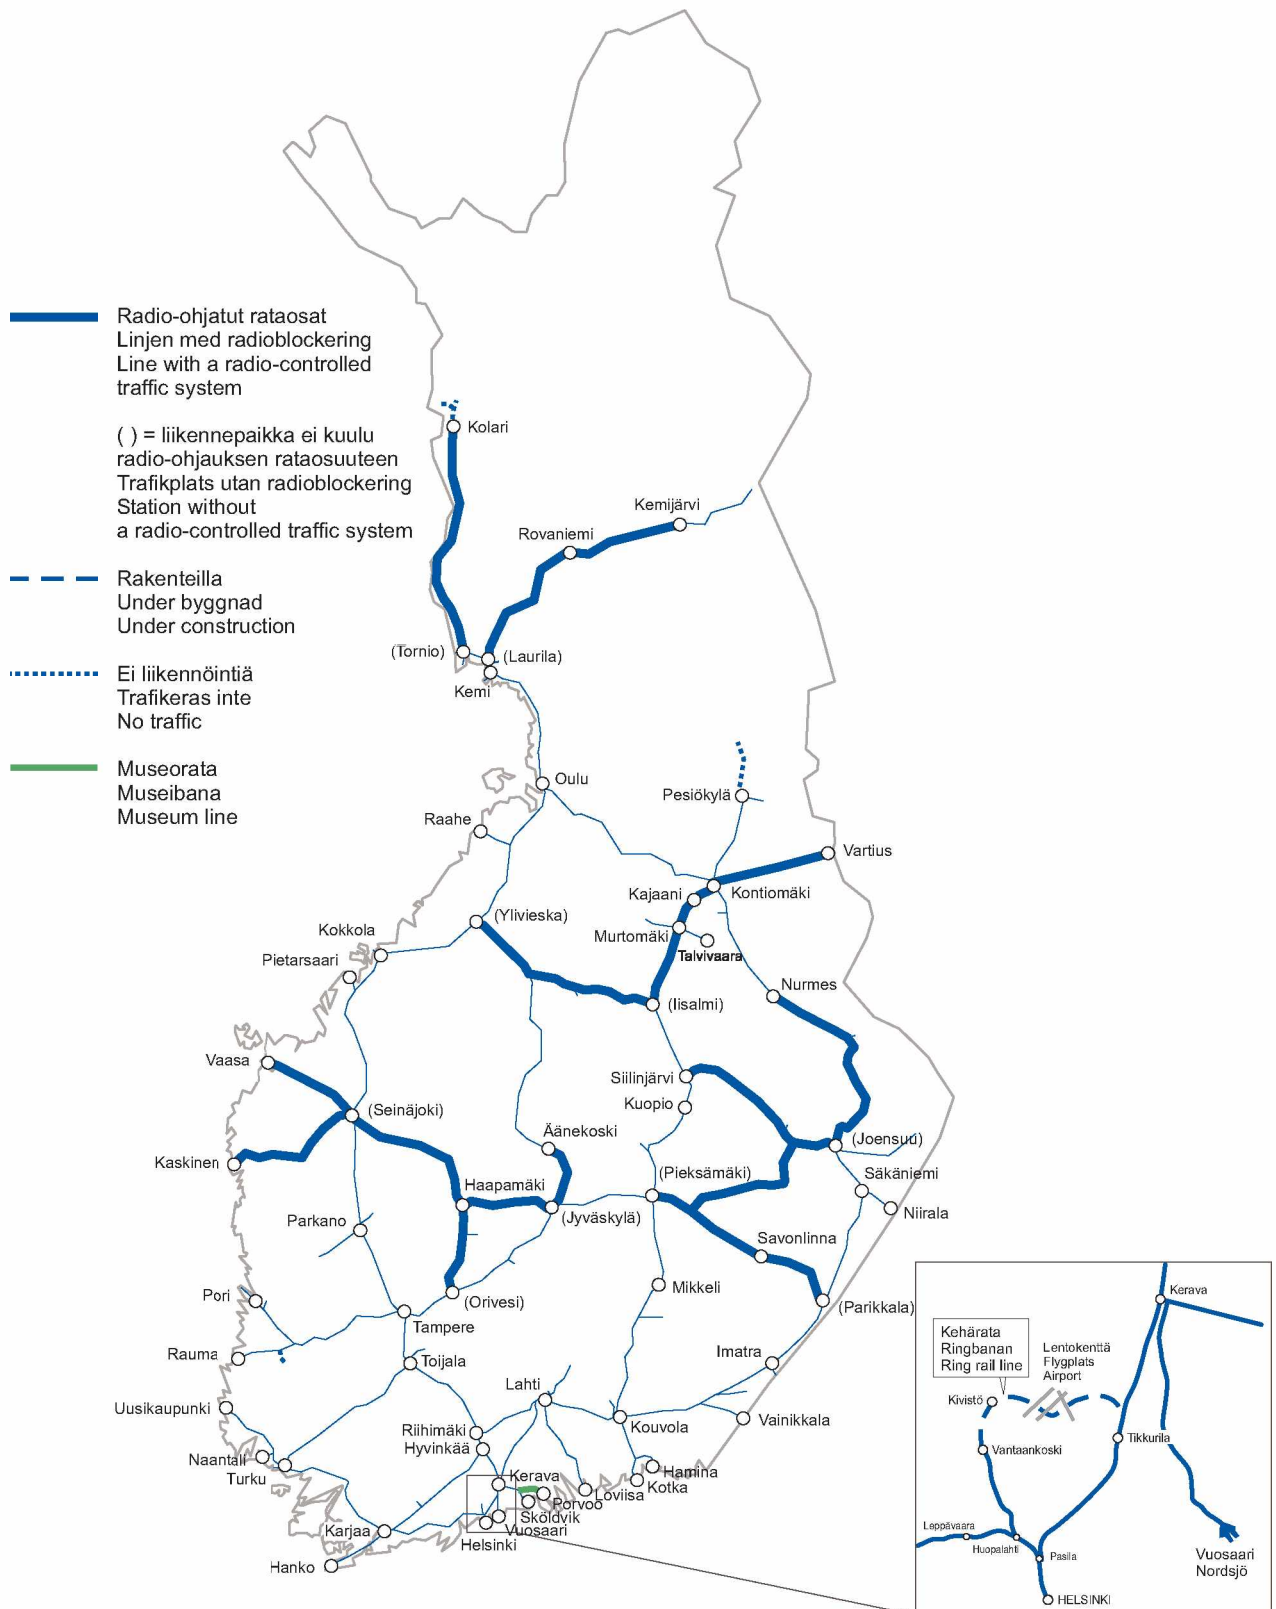 Radio-ohjatut rataosat
Linjen med radioblockering
Line with a radio-controlled
traffic system
( ) = liikennepaikka ei kuulu
radio-ohjauksen rataosuuteen
Trafikplats utan radioblockering
Station without
a radio-controlled traffic system
Rakenteilla
Under byggnad
Under construction
Ei liikennöintiä
Trafikeras inte
No traffic
Museorata
Museibana
Museum line
Kolari
Kemijärvi
Rovaniemi
(Tornio)
(Laurila)
Kemi
Oulu
Pesiökylä
Raahe
Vartius
Kajaani
Kontiomäki
(Ylivieska)
Murtomäki
Talvivaara
Kokkola
Pietarsaari
Nurmes
(Iisalmi)
Vaasa
Siilinjärvi
Kuopio
(Seinäjoki)
Äänekoski
(Joensuu)
Kaskinen
(Pieksämäki)
Säkäniemi
Haapamäki
Niirala
Parkano
(Jyväskylä)
Savonlinna
Mikkeli
Pori
(Orivesi)
(Parikkala)
Tampere
Rauma
Toijala
Imatra
Lahti
Uusikaupunki
Riihimäki
Hyvinkää
Kouvola
Vainikkala
Naantali
Turku
Kerava
Hamina
Kotka
Loviisa
Porvoo
Sköldvik
Vuosaari
Karjaa
Helsinki
Hanko
Kerava
Kehärata
Ringbanan
Ring rail line
Lentokenttä
Flygplats
Airport
Kivistö
Tikkurila
Vantaankoski
Leppävaara
Huopalahti
Pasila
Vuosaari
Nordsjö
HELSINKI